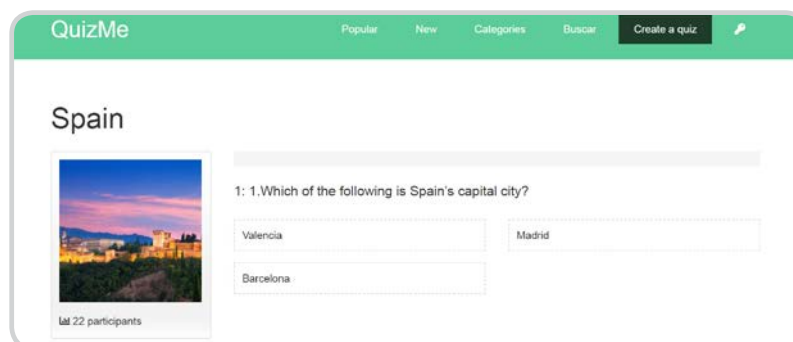 QuizMe Popular New Categories Buscar Create a quiz
Spain
1: 1.Which of the following is Spain's capital city?
Valencia Madrid
Barcelona
22 participants